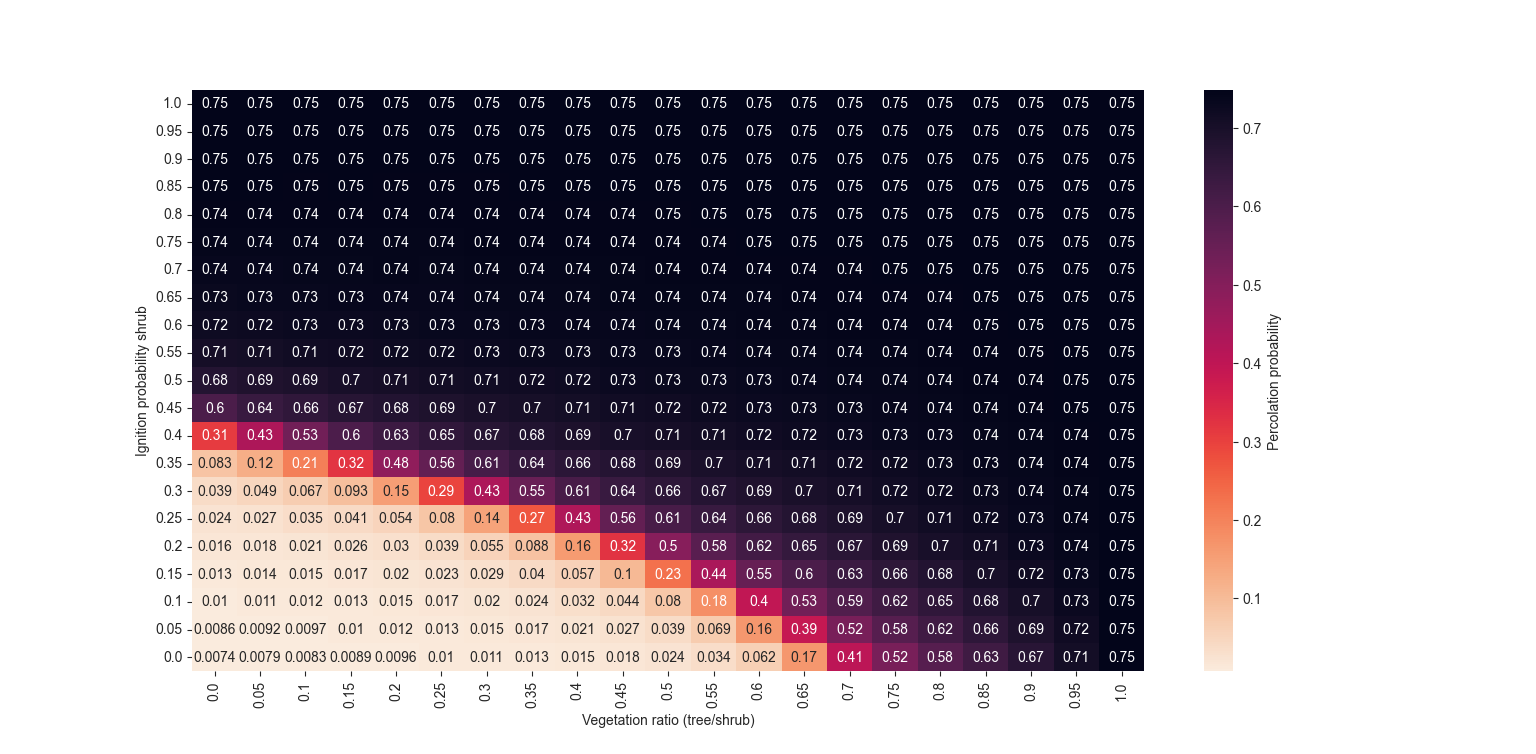 1.0 0.75 0.75 0.75 0.75 0.75 0.75 0.75 0.75 0.75 0.75 0.75 0.75 0.75 0.75 0.75 0.75 0.75 0.75 0.75 0.75 0.75
0.95 0.75 0.75 0.75 0.75 0.75 0.75 0.75 0.75 0.75 0.75 0.75 0.75 0.75 0.75 0.75 0.75 0.75 0.75 0.75 0.75 0.75
0.9 0.75 0.75 0.75 0.75 0.75 0.75 0.75 0.75 0.75 0.75 0.75 0.75 0.75 0.75 0.75 0.75 0.75 0.75 0.75 0.75 0.75
0.85 0.75 0.75 0.75 0.75 0.75 0.75 0.75 0.75 0.75 0.75 0.75 0.75 0.75 0.75 0.75 0.75 0.75 0.75 0.75 0.75 0.75
0.8 0.74 0.74 0.74 0.74 0.74 0.74 0.74 0.74 0.74 0.74 0.75 0.75 0.75 0.75 0.75 0.75 0.75 0.75 0.75 0.75 0.75
0.75 0.74 0.74 0.74 0.74 0.74 0.74 0.74 0.74 0.74 0.74 0.74 0.74 0.75 0.75 0.75 0.75 0.75 0.75 0.75 0.75 0.75
0.7 0.74 0.74 0.74 0.74 0.74 0.74 0.74 0.74 0.74 0.74 0.74 0.74 0.74 0.74 0.74 0.75 0.75 0.75 0.75 0.75 0.75
0.65 0.73 0.73 0.73 0.73 0.74 0.74 0.74 0.74 0.74 0.74 0.74 0.74 0.74 0.74 0.74 0.74 0.74 0.75 0.75 0.75 0.75
0.6 0.72 0.72 0.73 0.73 0.73 0.73 0.73 0.73 0.74 0.74 0.74 0.74 0.74 0.74 0.74 0.74 0.74 0.75 0.75 0.75 0.75
0.55 0.71 0.71 0.71 0.72 0.72 0.72 0.73 0.73 0.73 0.73 0.73 0.74 0.74 0.74 0.74 0.74 0.74 0.74 0.75 0.75 0.75
0.5 0.68 0.69 0.69 0.7 0.71 0.71 0.71 0.72 0.72 0.73 0.73 0.73 0.73 0.74 0.74 0.74 0.74 0.74 0.74 0.75 0.75
0.45 0.6 0.64 0.66 0.67 0.68 0.69 0.7 0.7 0.71 0.71 0.72 0.72 0.73 0.73 0.73 0.74 0.74 0.74 0.74 0.75 0.75
0.4 0.31 0.43 0.53 0.6 0.63 0.65 0.67 0.68 0.69 0.7 0.71 0.71 0.72 0.72 0.73 0.73 0.73 0.74 0.74 0.74 0.75
0.35 0.083 0.12 0.21 0.32 0.48 0.56 0.61 0.64 0.66 0.68 0.69 0.7 0.71 0.71 0.72 0.72 0.73 0.73 0.74 0.74 0.75
0.3 0.039 0.049 0.067 0.093 0.15 0.29 0.43 0.55 0.61 0.64 0.66 0.67 0.69 0.7 0.71 0.72 0.72 0.73 0.74 0.74 0.75
0.25 0.024 0.027 0.035 0.041 0.054 0.08 0.14 0.27 0.43 0.56 0.61 0.64 0.66 0.68 0.69 0.7 0.71 0.72 0.73 0.74 0.75
0.2 0.016 0.018 0.021 0.026 0.03 0.039 0.055 0.088 0.16 0.32 0.5 0.58 0.62 0.65 0.67 0.69 0.7 0.71 0.73 0.74 0.75
0.15 0.013 0.014 0.015 0.017 0.02 0.023 0.029 0.04 0.057 0.1 0.23 0.44 0.55 0.6 0.63 0.66 0.68 0.7 0.72 0.73 0.75
0.1 0.01 0.011 0.012 0.013 0.015 0.017 0.02 0.024 0.032 0.044 0.08 0.18 0.4 0.53 0.59 0.62 0.65 0.68 0.7 0.73 0.75
0.05 0.0086 0.0092 0.0097 0.01 0.012 0.013 0.015 0.017 0.021 0.027 0.039 0.069 0.16 0.39 0.52 0.58 0.62 0.66 0.69 0.72 0.75
0.0 0.0074 0.0079 0.0083 0.0089 0.0096 0.01 0.011 0.013 0.015 0.018 0.024 0.034 0.062 0.17 0.41 0.52 0.58 0.63 0.67 0.71 0.75
0.0 0.05 0.1 0.15 0.2 0.25 0.3 0.35 0.4 0.45 0.5 0.55 0.6 0.65 0.7 0.75 0.8 0.85 0.9 0.95 1.0
Vegetation ratio (tree/shrub)
Ignition probability shrub
0.7
0.6
0.5
0.4
0.3
0.2
0.1
Percolation probability